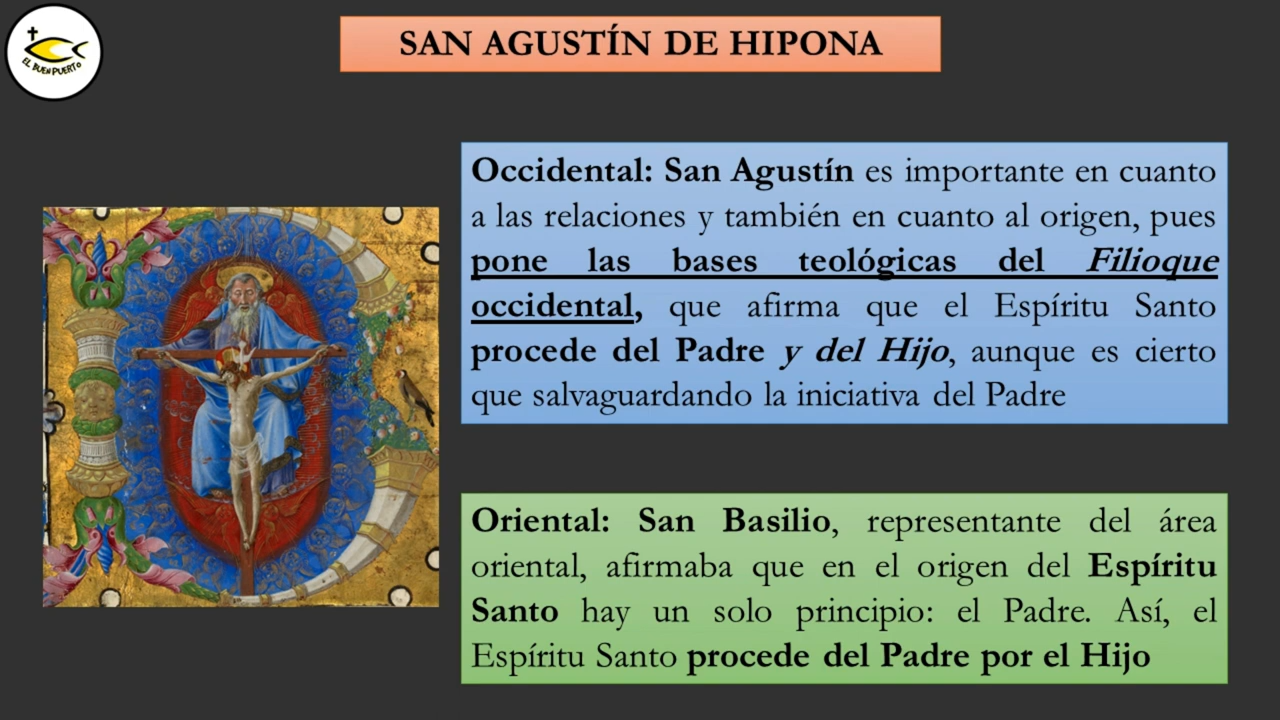 EL BUEN PUERTO
SAN AGUSTÍN DE HIPONA
Occidental: San Agustín es importante en cuanto
a las relaciones y también en cuanto al origen, pues
pone las bases teológicas del Filioque
occidental, que afirma que el Espíritu Santo
procede del Padre y del Hijo, aunque es cierto
que salvaguardando la iniciativa del Padre
Oriental: San Basilio, representante del área
oriental, afirmaba que en el origen del Espíritu
Santo hay un solo principio: el Padre. Así, el
Espíritu Santo procede del Padre por el Hijo